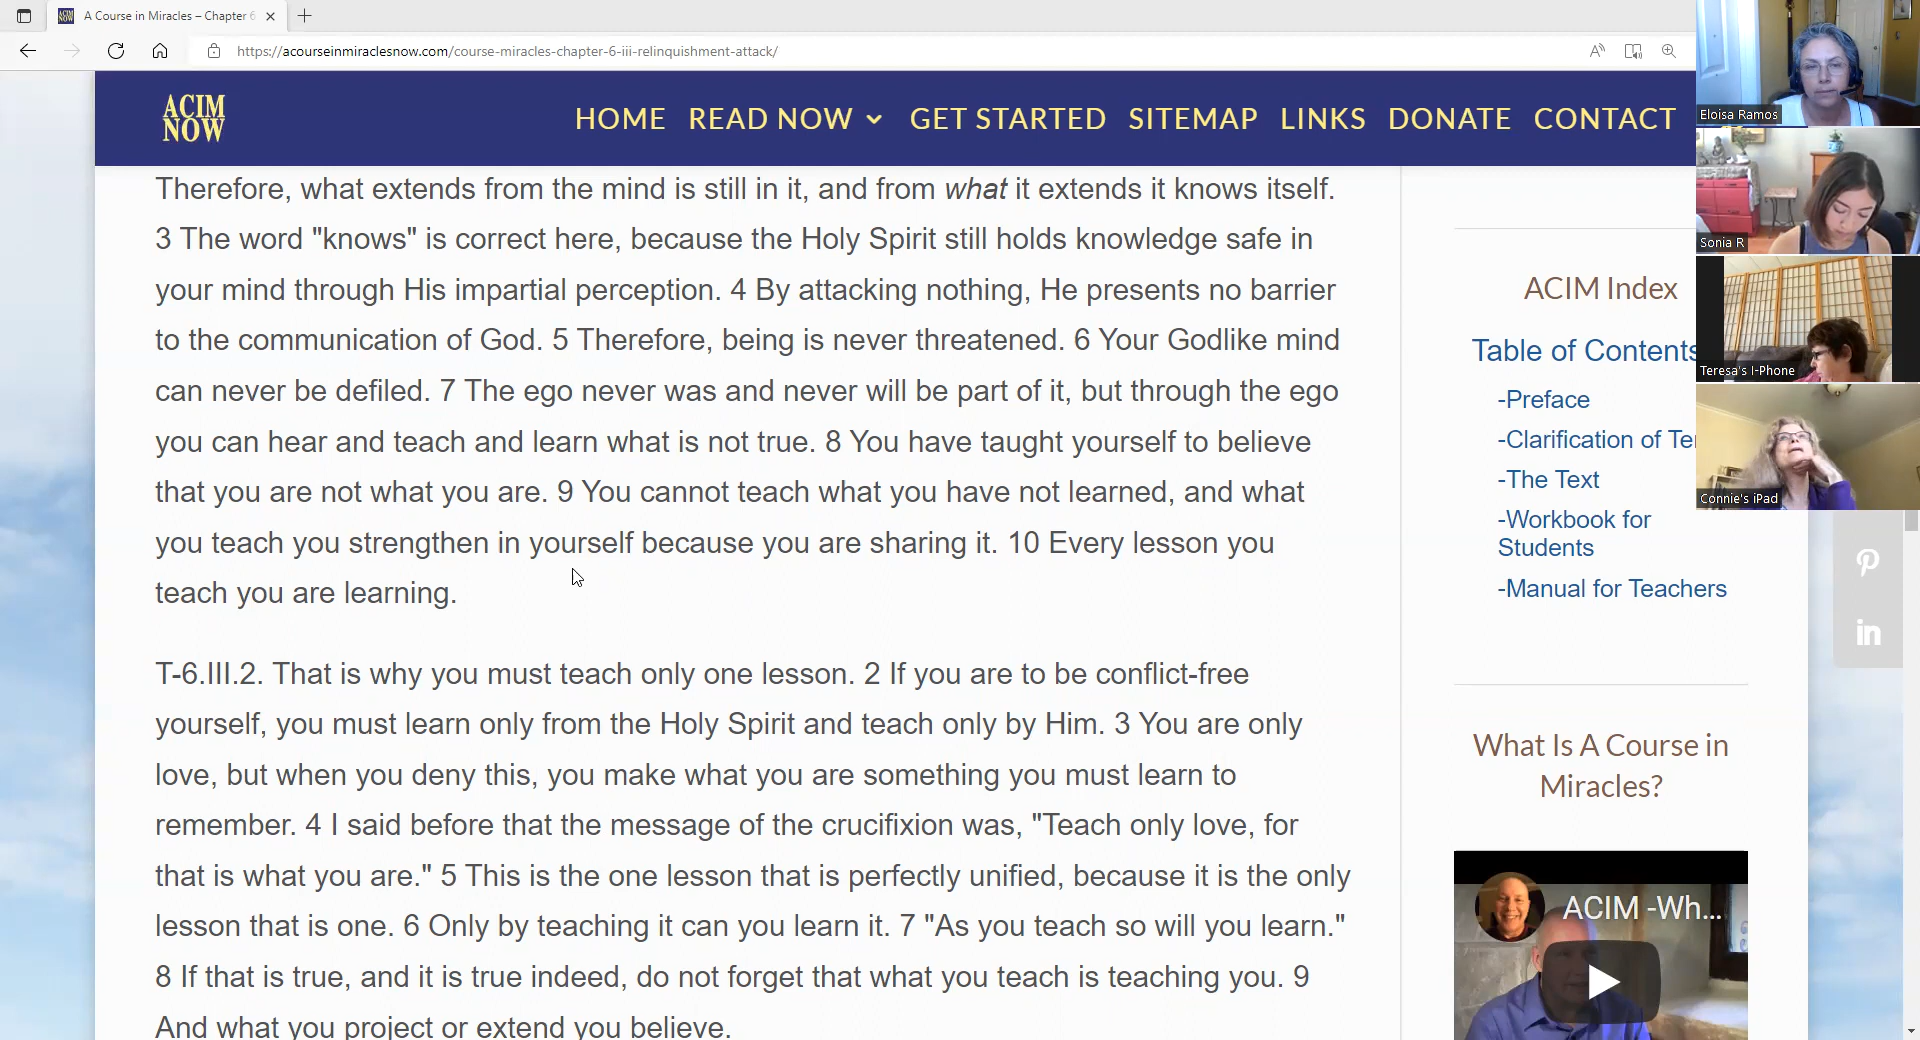 A Course in Miracles – Chapter 6
https://acourseinmiraclesnow.com/course-miracles-chapter-6-iii-relinquishment-attack/
ACIM
NOW
HOME READ NOW GET STARTED SITEMAP LINKS DONATE CONTACT
Therefore, what extends from the mind is still in it, and from what it extends it knows itself.
3 The word "knows" is correct here, because the Holy Spirit still holds knowledge safe in
your mind through His impartial perception. 4 By attacking nothing, He presents no barrier
to the communication of God. 5 Therefore, being is never threatened. 6 Your Godlike mind
can never be defiled. 7 The ego never was and never will be part of it, but through the ego
you can hear and teach and learn what is not true. 8 You have taught yourself to believe
that you are not what you are. 9 You cannot teach what you have not learned, and what
you teach you strengthen in yourself because you are sharing it. 10 Every lesson you
teach you are learning.
T-6.III.2. That is why you must teach only one lesson. 2 If you are to be conflict-free
yourself, you must learn only from the Holy Spirit and teach only by Him. 3 You are only
love, but when you deny this, you make what you are something you must learn to
remember. 4 I said before that the message of the crucifixion was, "Teach only love, for
that is what you are." 5 This is the one lesson that is perfectly unified, because it is the only
lesson that is one. 6 Only by teaching it can you learn it. 7 "As you teach so will you learn."
8 If that is true, and it is true indeed, do not forget that what you teach is teaching you. 9
And what you project or extend you believe.
ACIM Index
Table of Contents
-Preface
-Clarification of Te
-The Text
-Workbook for
Students
-Manual for Teachers
What Is A Course in
Miracles?
ACIM -Wh...
Eloisa Ramos
Sonia R
Teresa's I-Phone
Connie's iPad